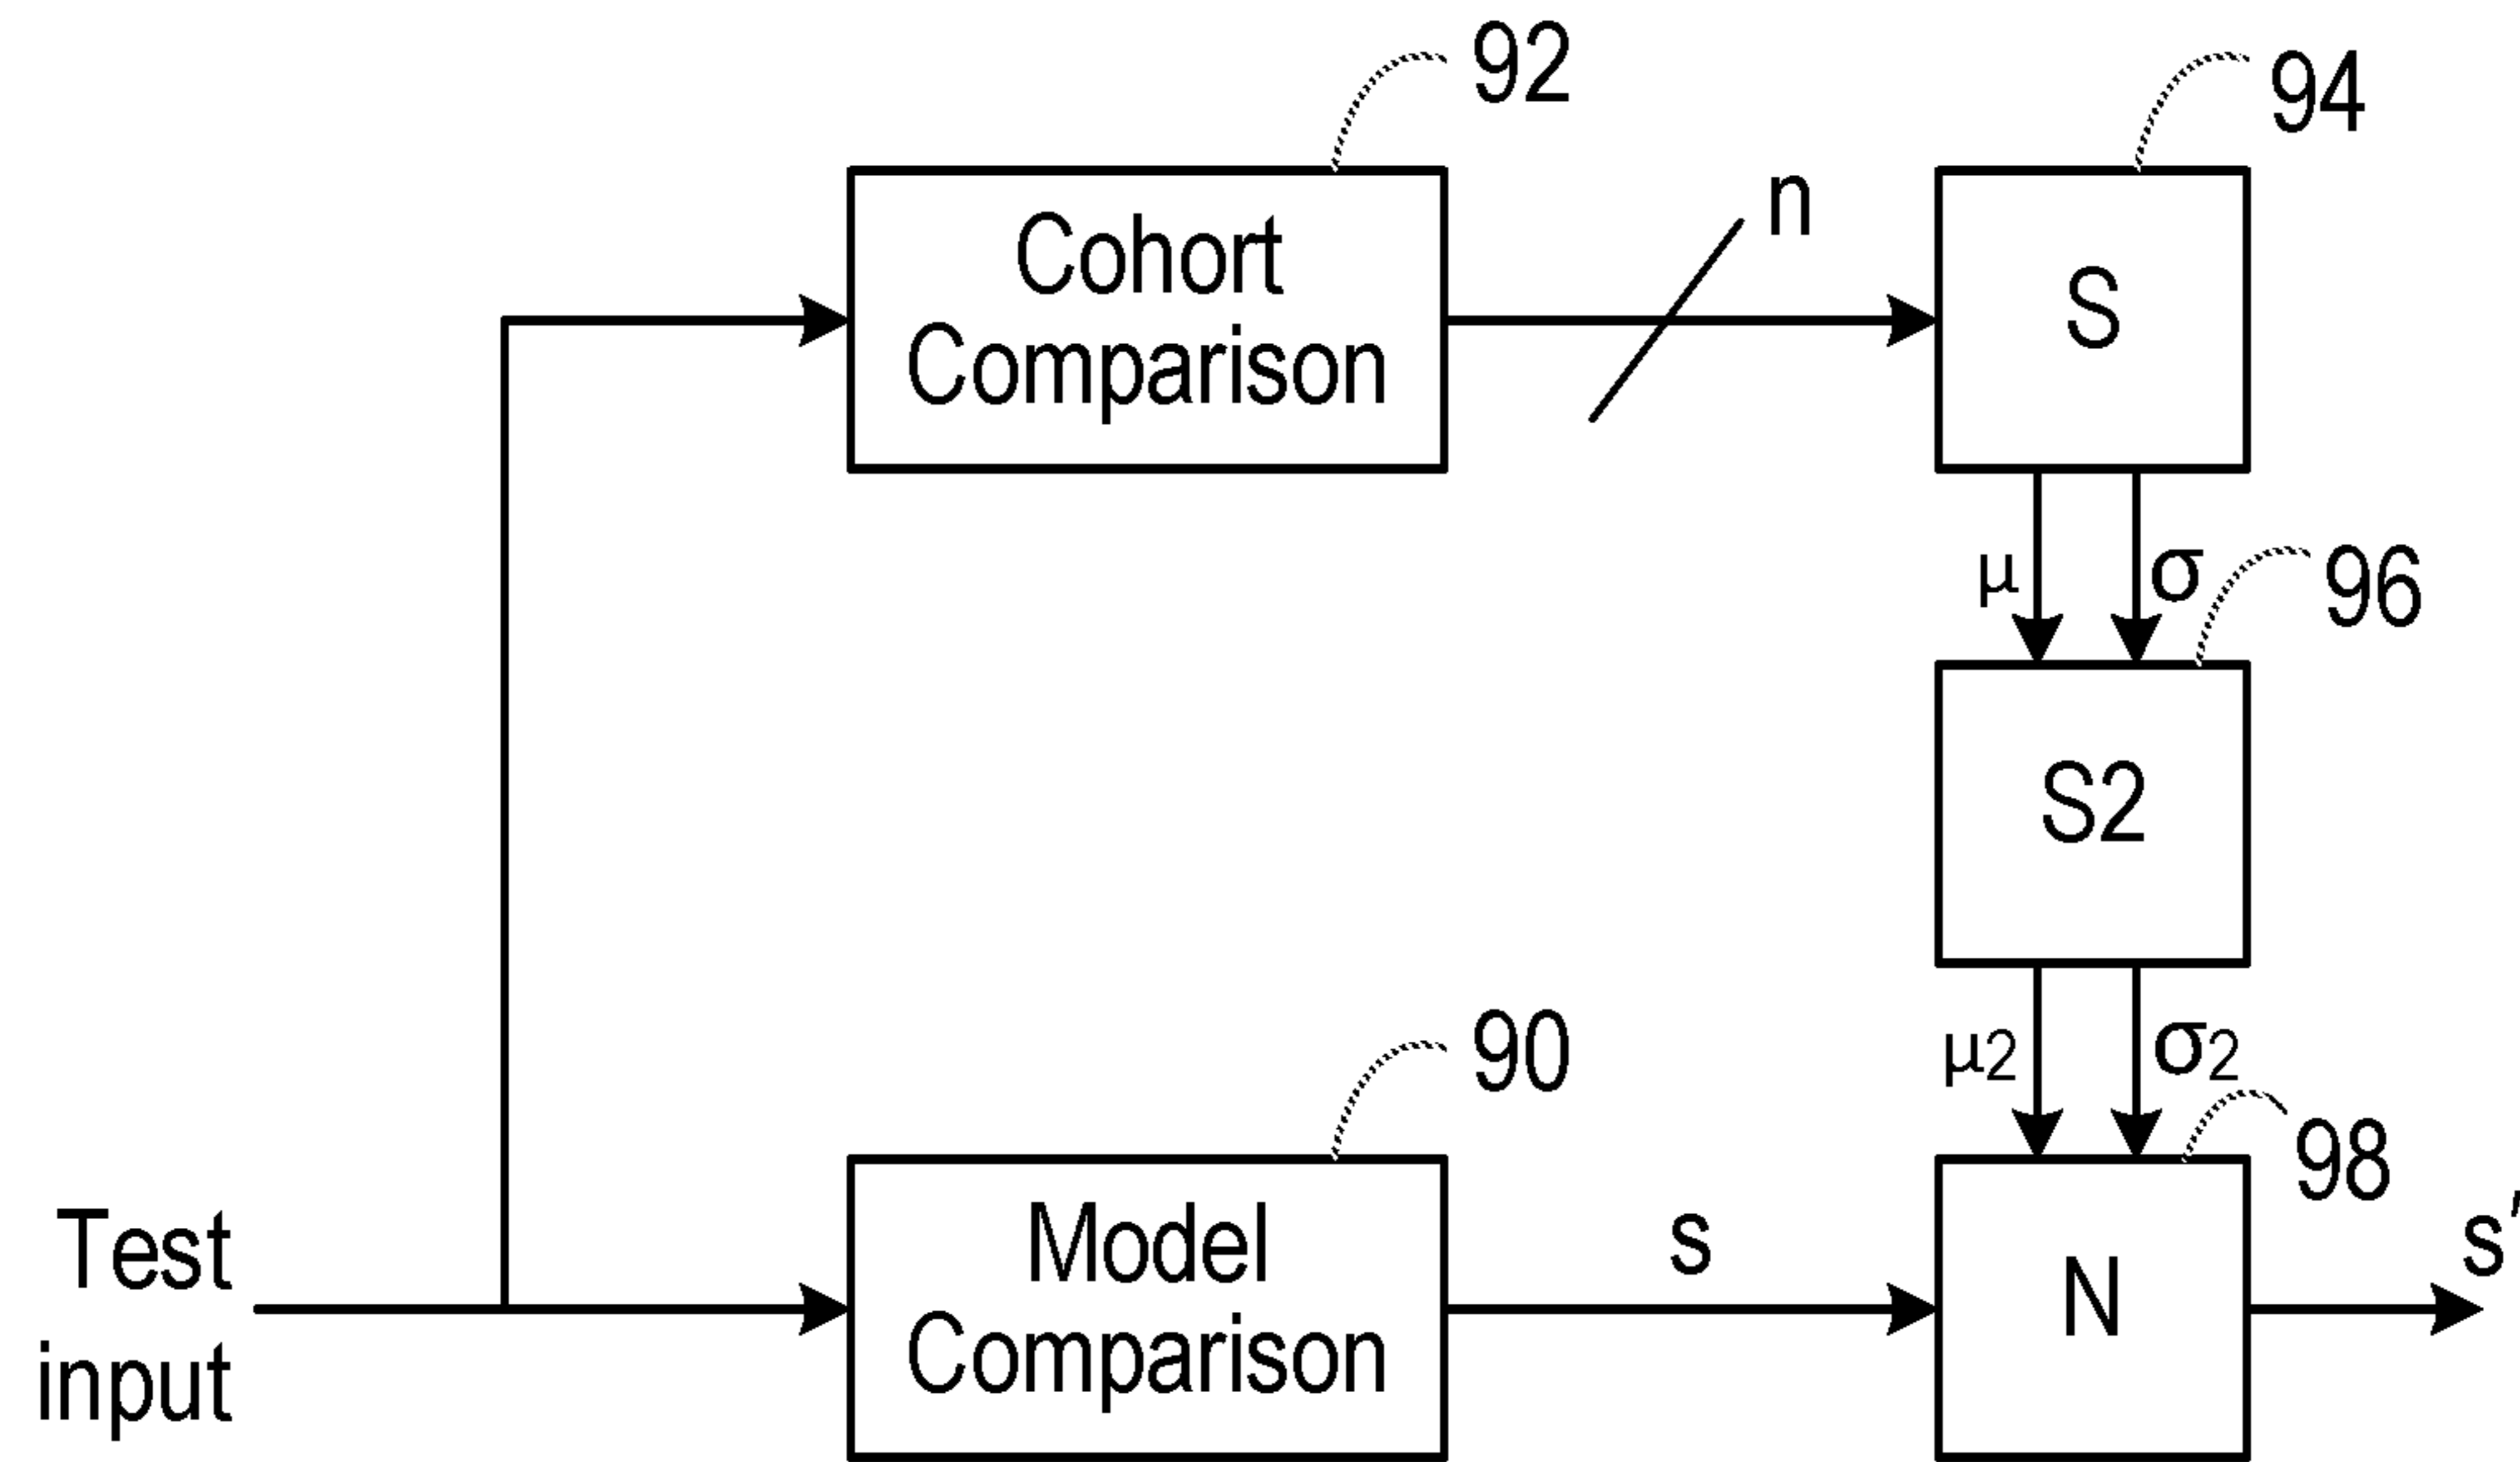 92
94
n
Cohort
Comparison
S
μ
σ
96
S2
90
μ2
σ2
98
Test
input
Model
Comparison
s
N
s'